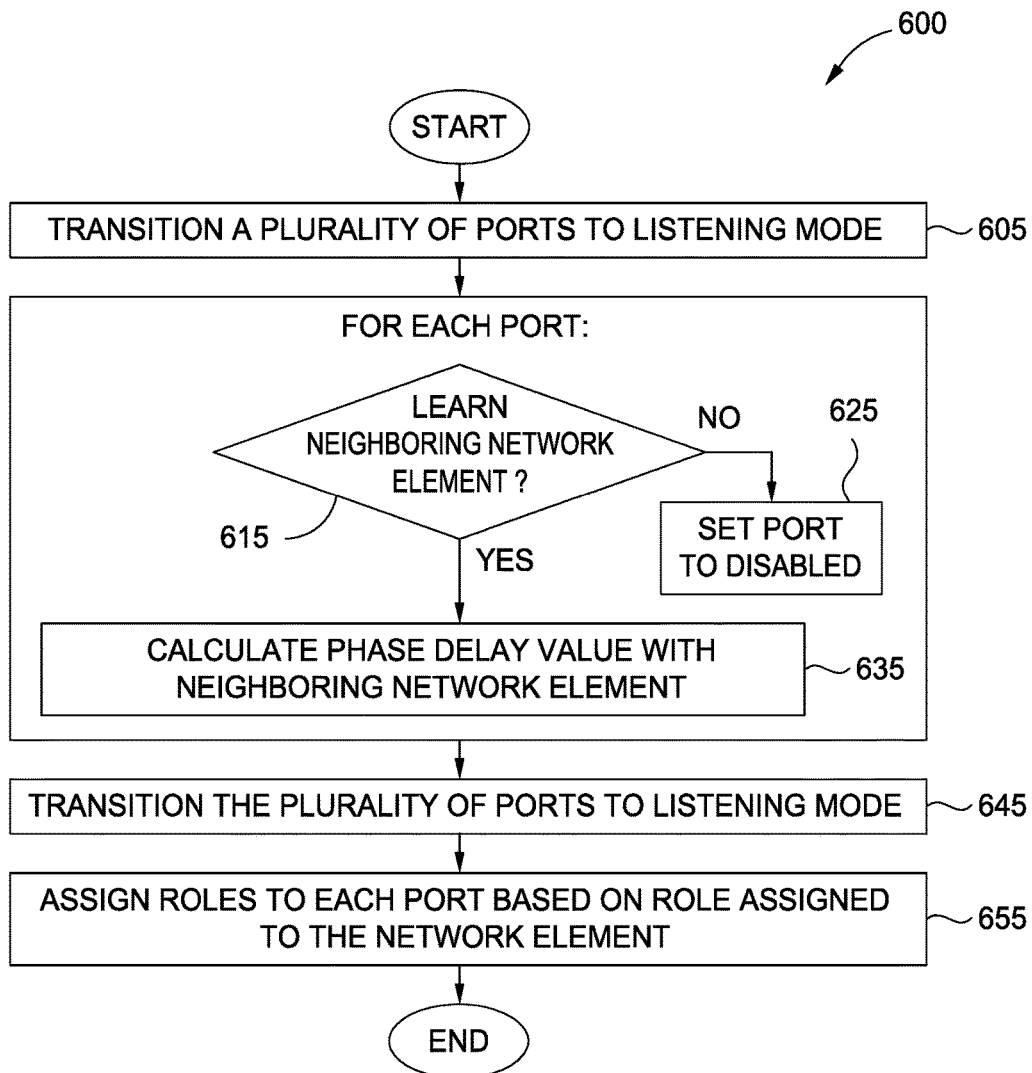 600
START
TRANSITION A PLURALITY OF PORTS TO LISTENING MODE
605
FOR EACH PORT:
LEARN
NEIGHBORING NETWORK
ELEMENT ?
615
NO
625
SET PORT
TO DISABLED
YES
CALCULATE PHASE DELAY VALUE WITH
NEIGHBORING NETWORK ELEMENT
635
TRANSITION THE PLURALITY OF PORTS TO LISTENING MODE
645
ASSIGN ROLES TO EACH PORT BASED ON ROLE ASSIGNED
TO THE NETWORK ELEMENT
655
END